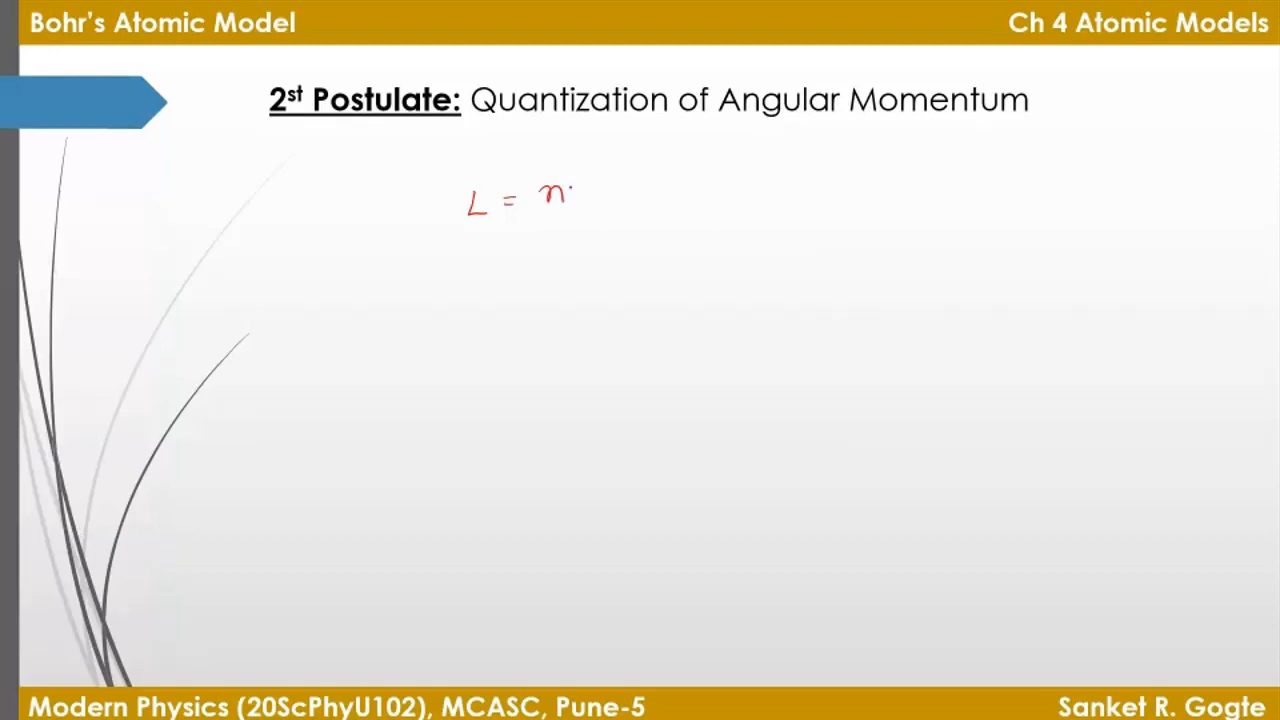 Bohr's Atomic Model
Ch 4 Atomic Models
2st Postulate: Quantization of Angular Momentum
L = n
Modern Physics (20ScPhyU102), MCASC, Pune-5
Sanket R. Gogte